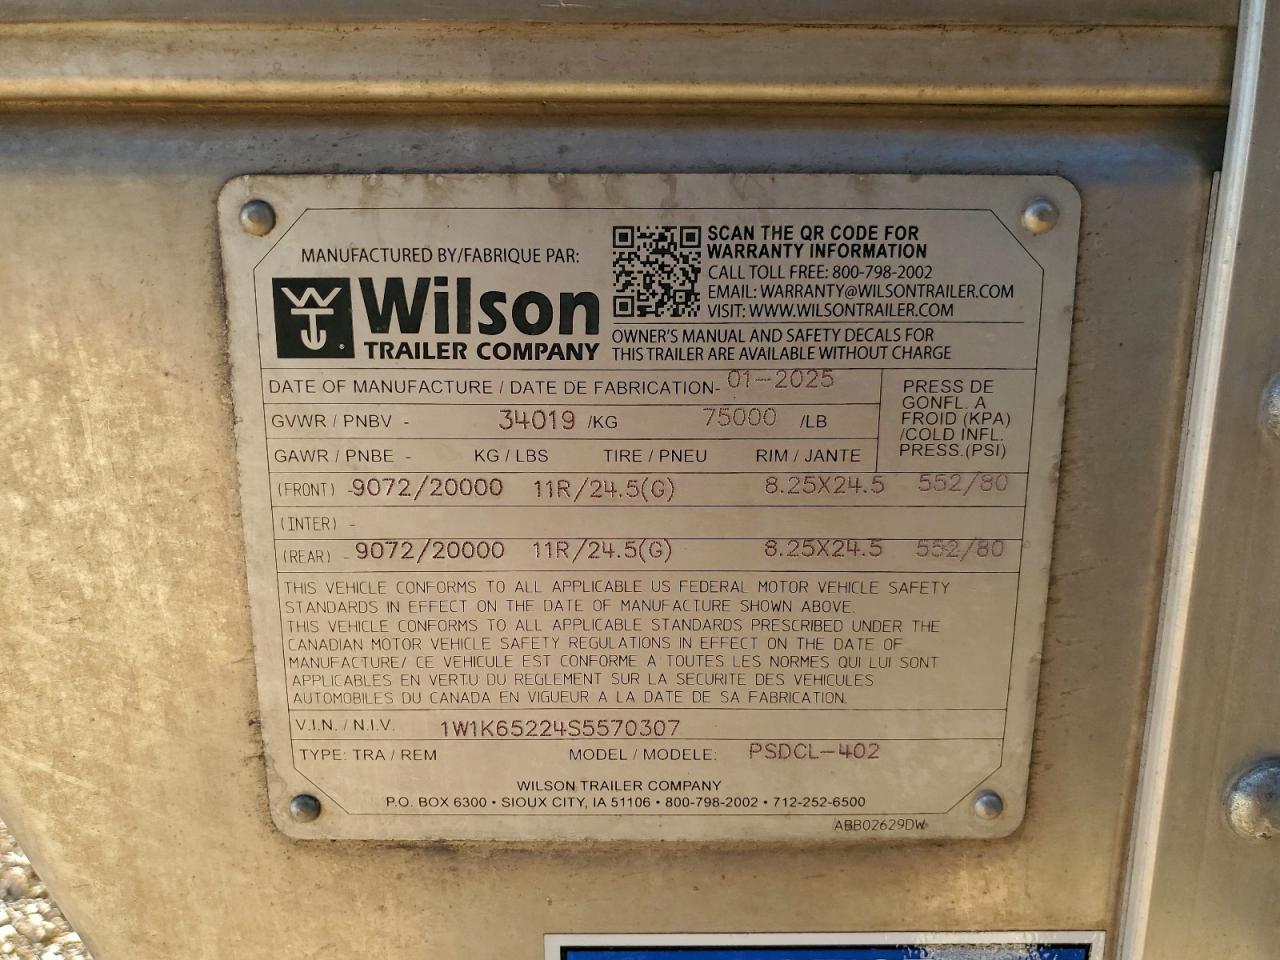 MANUFACTURED BY/FABRIQUE PAR:
Wilson
TRAILER COMPANY
SCAN THE QR CODE FOR
WARRANTY INFORMATION
CALL TOLL FREE: 800-798-2002
EMAIL: WARRANTY@WILSONTRAILER.COM
VISIT: WWW.WILSONTRAILER.COM
OWNER'S MANUAL AND SAFETY DECALS FOR
THIS TRAILER ARE AVAILABLE WITHOUT CHARGE
DATE OF MANUFACTURE / DATE DE FABRICATION- 01-2025
GVWR / PNBV - 34019 /KG 75000 /LB
PRESS DE
GONFL. A
FROID (KPA)
/COLD INFL.
PRESS.(PSI)
GAWR / PNBE - KG / LBS TIRE / PNEU RIM / JANTE
(FRONT) -9072/20000 11R/24.5(G) 8.25X24.5 552/80
(INTER) -
(REAR) - 9072/20000 11R/24.5(G) 8.25X24.5 552/80
THIS VEHICLE CONFORMS TO ALL APPLICABLE US FEDERAL MOTOR VEHICLE SAFETY
STANDARDS IN EFFECT ON THE DATE OF MANUFACTURE SHOWN ABOVE.
THIS VEHICLE CONFORMS TO ALL APPLICABLE STANDARDS PRESCRIBED UNDER THE
CANADIAN MOTOR VEHICLE SAFETY REGULATIONS IN EFFECT ON THE DATE OF
MANUFACTURE/ CE VEHICULE EST CONFORME A TOUTES LES NORMES QUI LUI SONT
APPLICABLES EN VERTU DU REGLEMENT SUR LA SECURITE DES VEHICULES
AUTOMOBILES DU CANADA EN VIGUEUR A LA DATE DE SA FABRICATION.
V.I.N. / N.I.V. 1W1K65224S5570307
TYPE: TRA / REM MODEL / MODELE: PSDCL-402
WILSON TRAILER COMPANY
P.O. BOX 6300 • SIOUX CITY, IA 51106 • 800-798-2002 • 712-252-6500
ABB02629DW